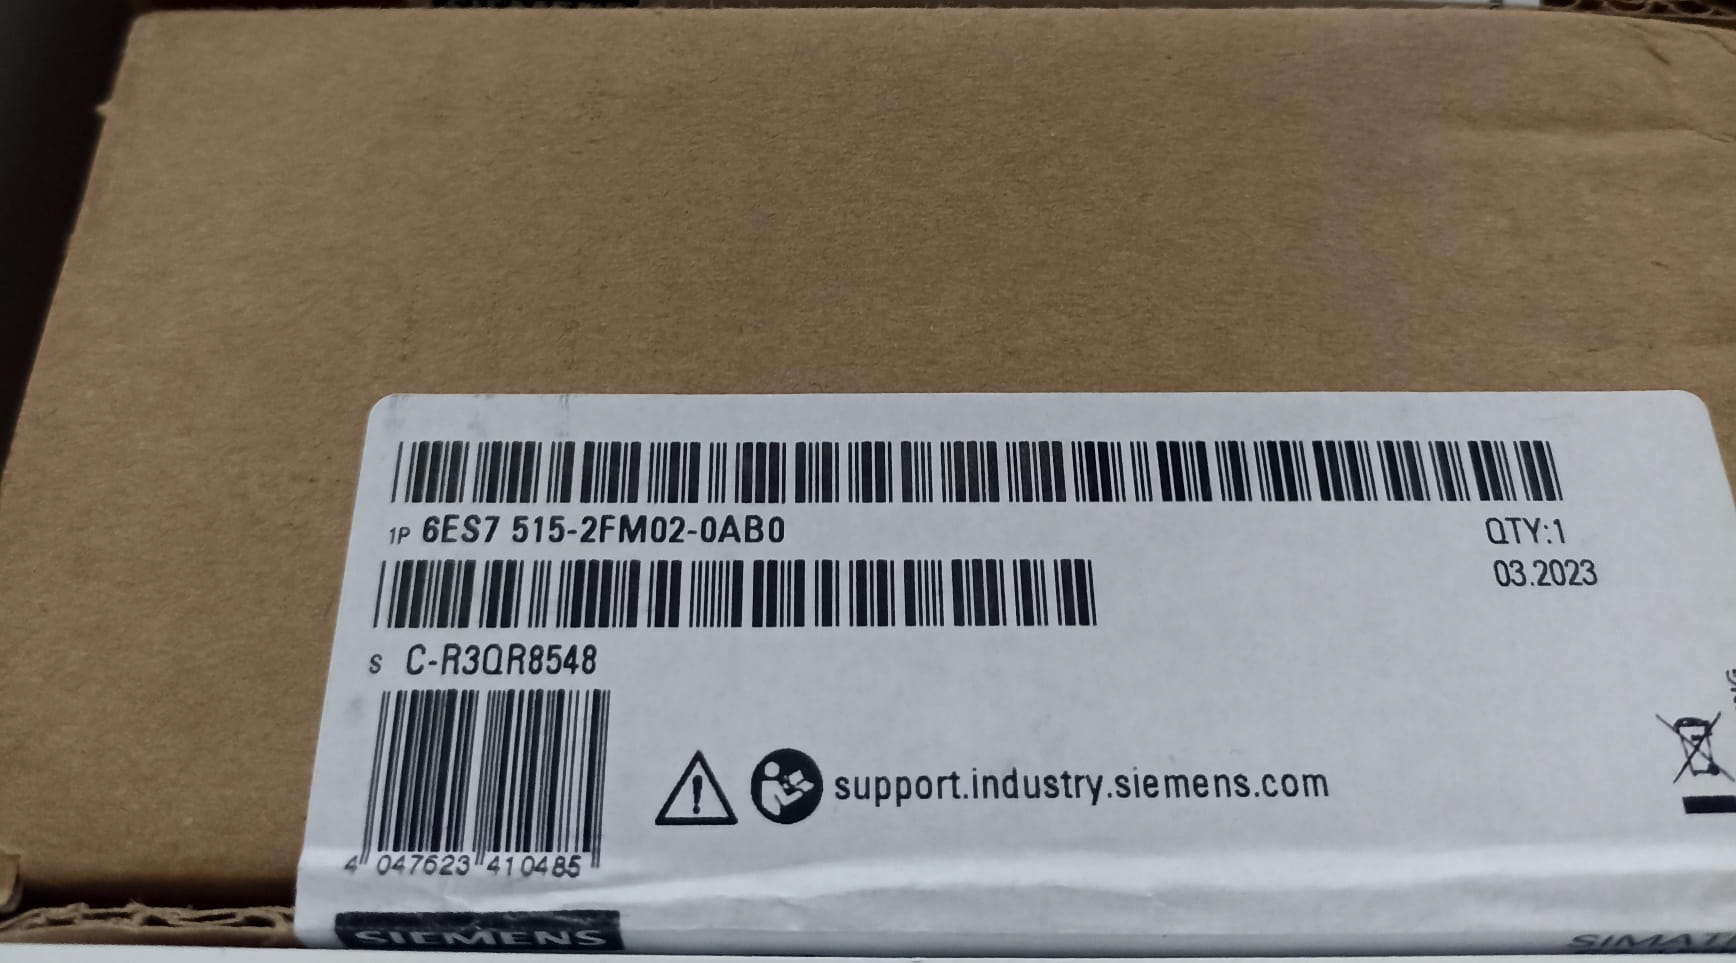 1P 6ES7 515-2FM02-0AB0
QTY:1
03.2023
S C-R3QR8548
support.industry.siemens.com
4 047623 410485
SIEMENS